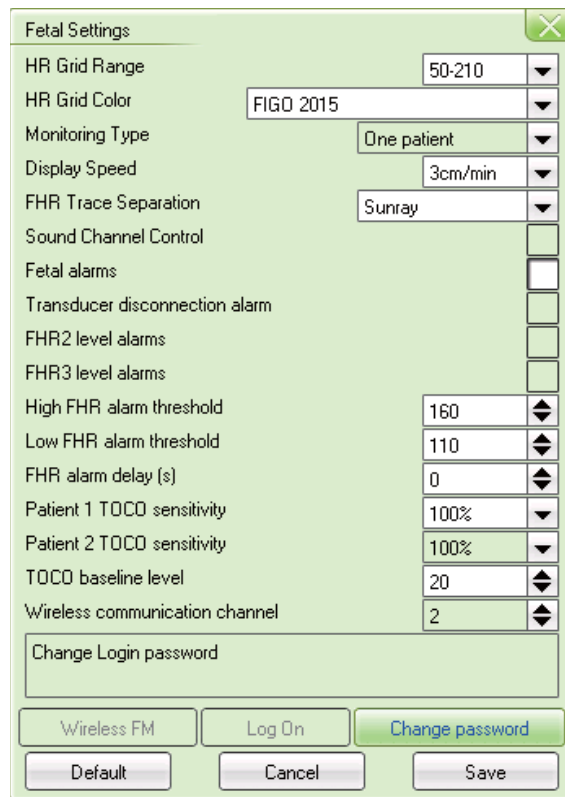 Fetal Settings
HR Grid Range 50-210
HR Grid Color FIGO 2015
Monitoring Type One patient
Display Speed 3cm/min
FHR Trace Separation Sunray
Sound Channel Control
Fetal alarms
Transducer disconnection alarm
FHR2 level alarms
FHR3 level alarms
High FHR alarm threshold 160
Low FHR alarm threshold 110
FHR alarm delay (s) 0
Patient 1 TOCO sensitivity 100%
Patient 2 TOCO sensitivity 100%
TOCO baseline level 20
Wireless communication channel 2
Change Login password
Wireless FM Log On Change password
Default Cancel Save